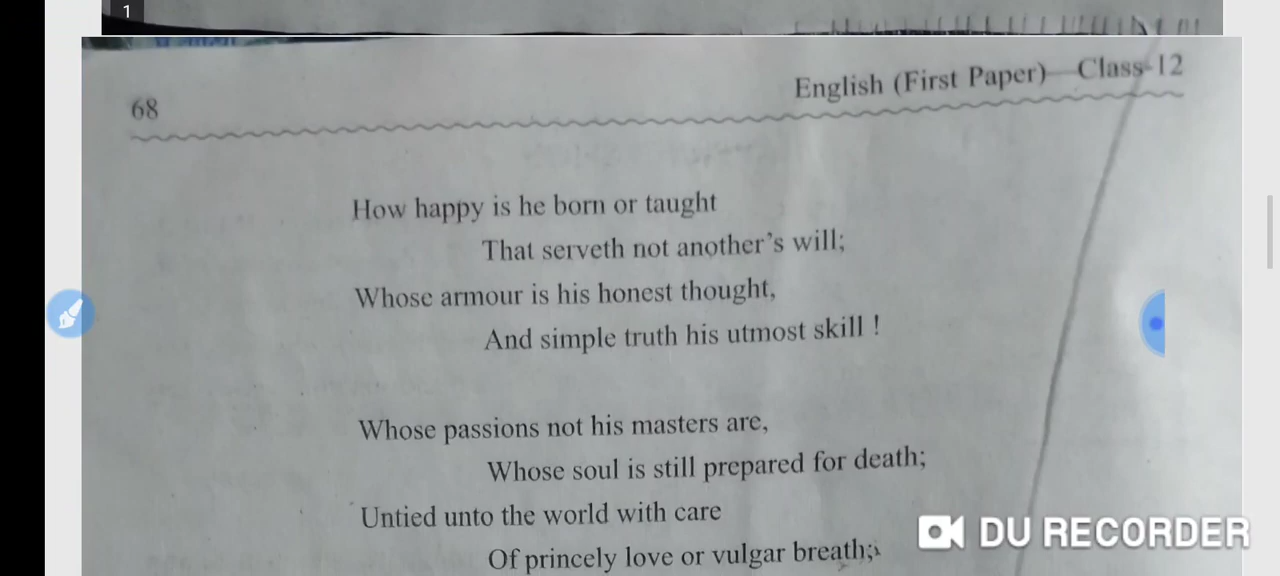 1
68
English (First Paper)—Class-12
How happy is he born or taught
That serveth not another's will;
Whose armour is his honest thought,
And simple truth his utmost skill !
Whose passions not his masters are,
Whose soul is still prepared for death;
Untied unto the world with care
Of princely love or vulgar breath;
DU RECORDER